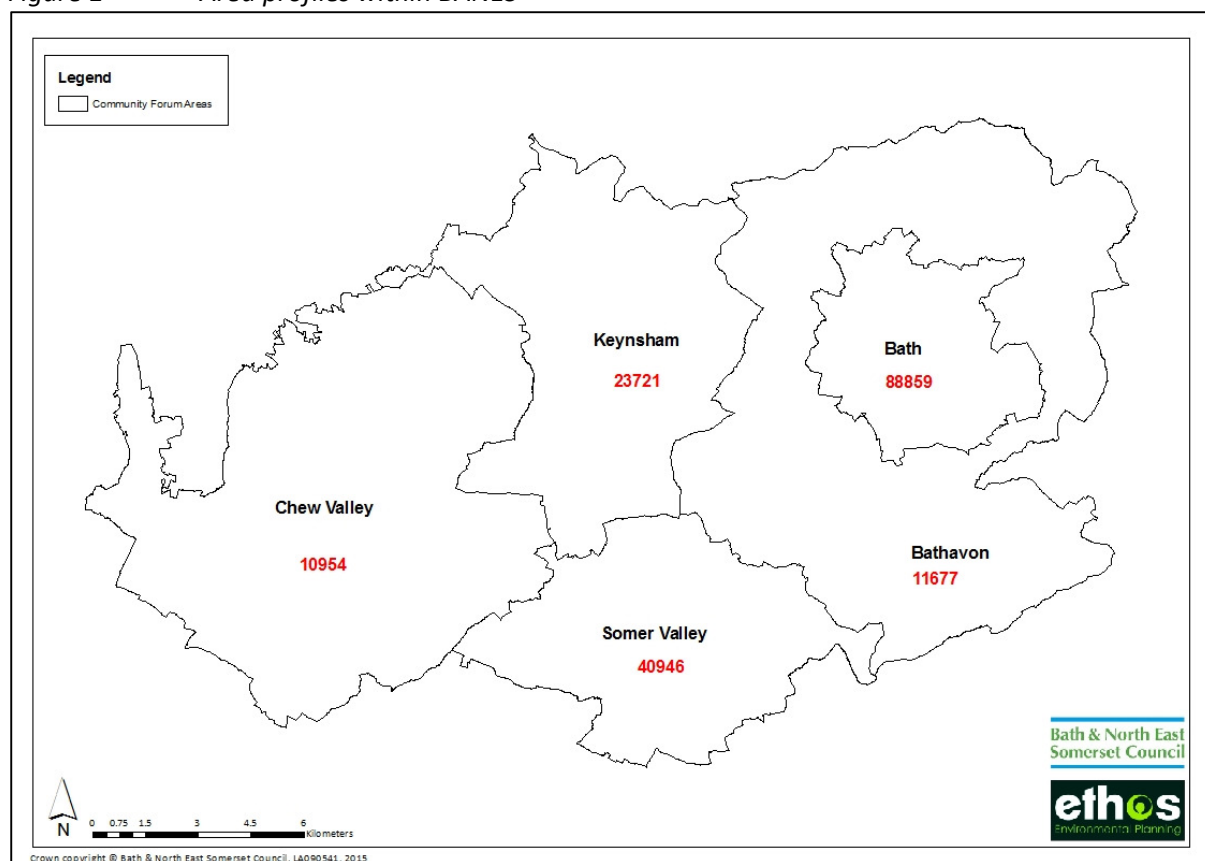 Legend
Community Forum Areas
Keynsham
23721
Bath
88859
Chew Valley
10954
Bathavon
11677
Somer Valley
40946
Bath & North East
Somerset Council
ethos
Environmental Planning
N
0 0.75 1.5 3 4.5 6
Kilometers
Crown copyright @ Bath & North East Somerset Council, LA090541, 2015